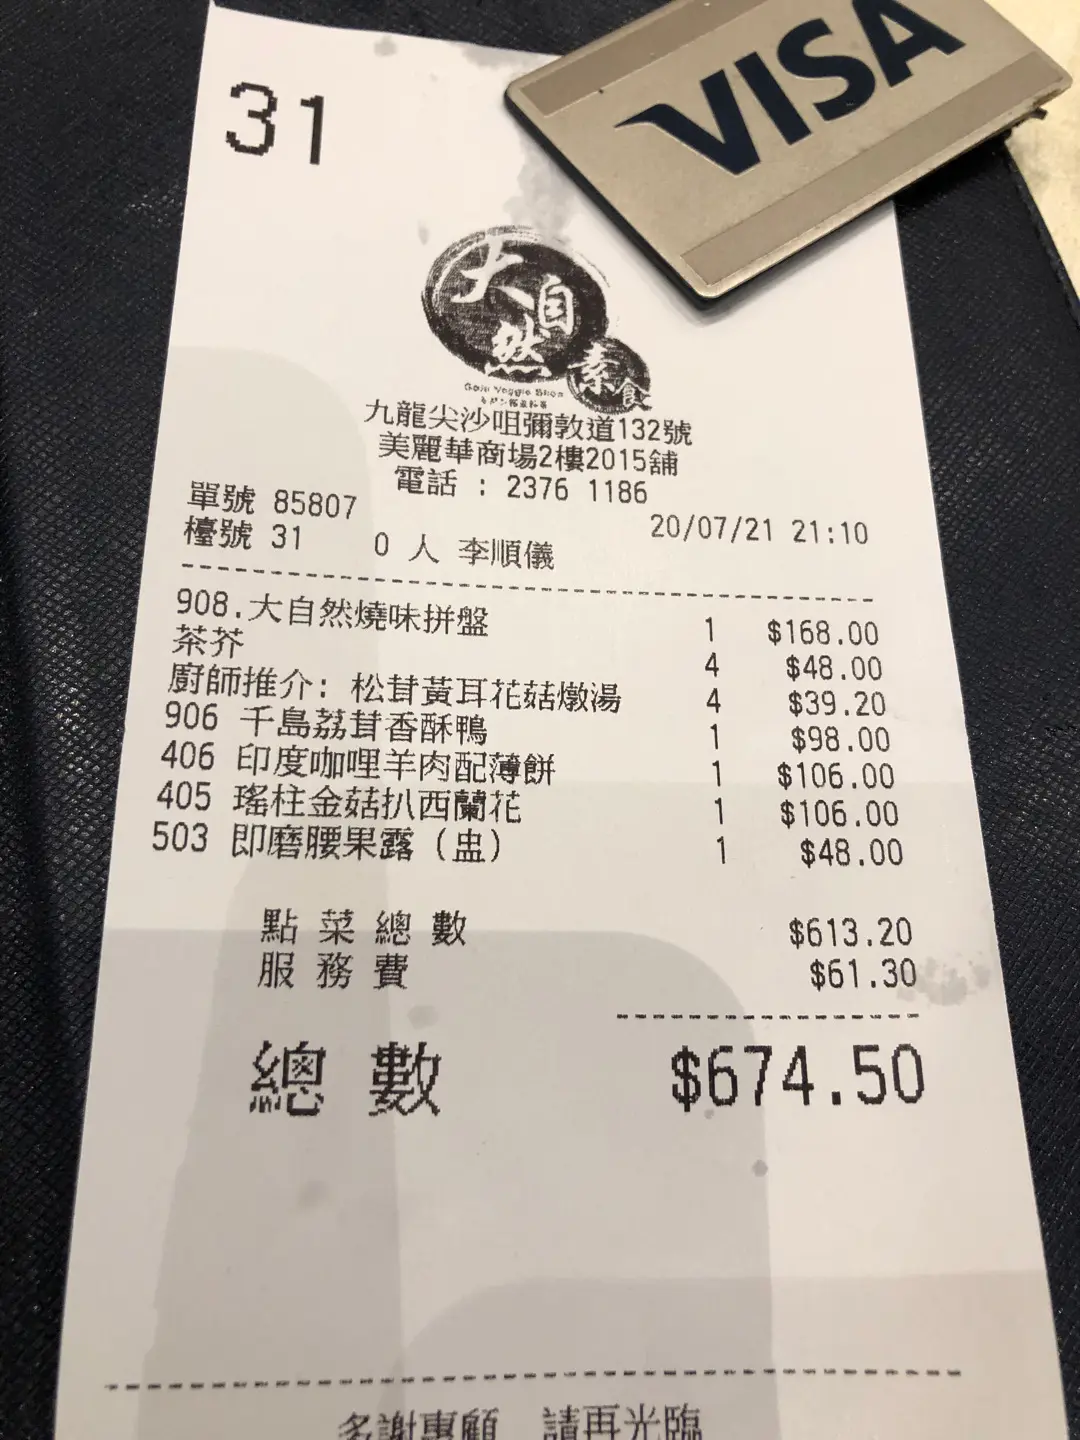 VISA
31
大自然
素食
Gaia Veggie Shop
九龍尖沙咀彌敦道132號
美麗華商場2樓2015舖
電話 : 2376 1186
單號 85807
20/07/21 21:10
檯號 31 0 人 李順儀
908.大自然燒味拼盤 1 $168.00
茶芥 4 $48.00
廚師推介: 松茸黃耳花菇燉湯 4 $39.20
906 千島荔茸香酥鴨 1 $98.00
406 印度咖哩羊肉配薄餅 1 $106.00
405 瑤柱金菇扒西蘭花 1 $106.00
503 即磨腰果露 (盅) 1 $48.00
點菜總數 $613.20
服務費 $61.30
總數 $674.50
多謝惠顧 請再光臨